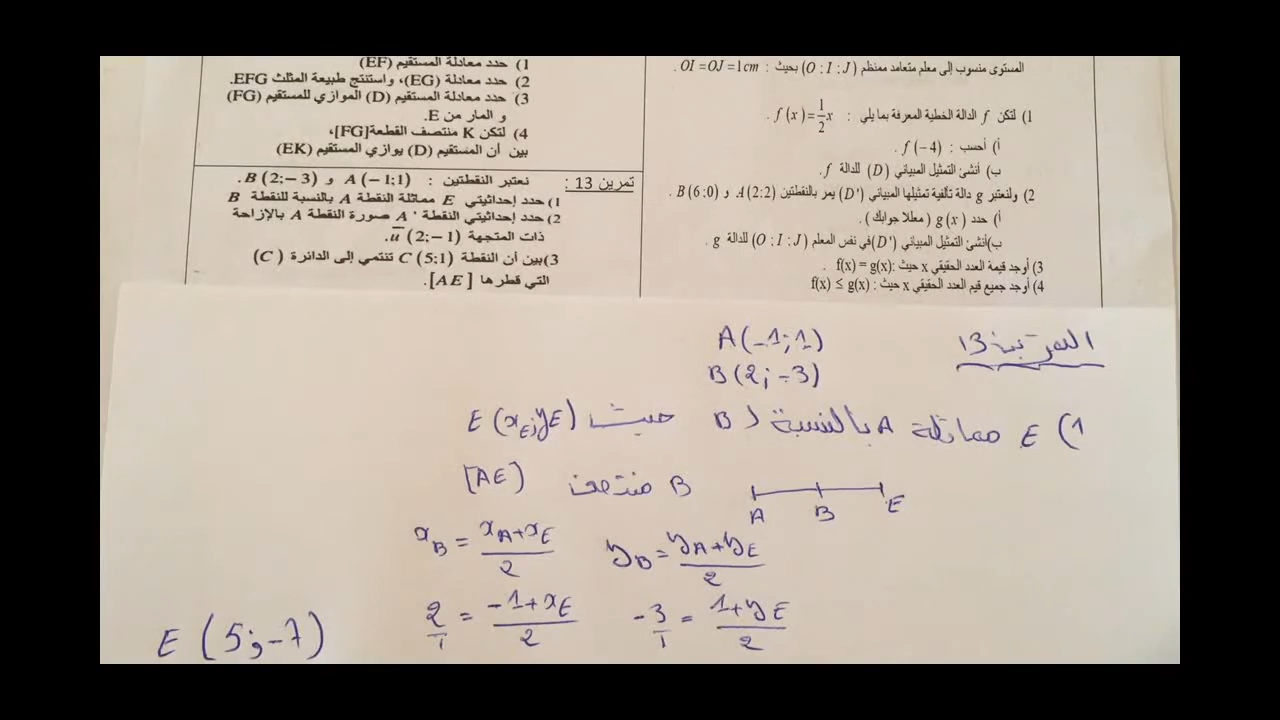 المستوى منسوب إلى معلم متعامد ممنظم (O ; I ; J) بحيث : OI = OJ = 1cm .
1) لتكن f الدالة الخطية المعرفة بما يلي : f(x) = 1/2 x .
أ) أحسب : f(-4) .
ب) أنشئ التمثيل المبياني (D) للدالة f.
2) ولنعتبر g دالة تألفية تمثيلها المبياني (D') يمر بالنقطتين A(2;2) و B(6;0) .
أ) حدد g(x) ( معللا جوابك ) .
ب) أنشئ التمثيل المبياني (D') في نفس المعلم (O ; I ; J) للدالة g
3) أوجد قيمة العدد الحقيقي x حيث : f(x) = g(x) .
4) أوجد جميع قيم العدد الحقيقي x حيث : f(x) ≤ g(x)
1) حدد معادلة المستقيم (EF)
2) حدد معادلة (EG)، واستنتج طبيعة المثلث EFG.
3) حدد معادلة المستقيم (D) الموازي للمستقيم (FG)
و المار من E.
4) لتكن K منتصف القطعة [FG]،
بين أن المستقيم (D) يوازي المستقيم (EK)
تمرين 13 : نعتبر النقطتين : A(-1;1) و B(2;-3).
1) حدد إحداثيتي E مماثلة النقطة A بالنسبة للنقطة B
2) حدد إحداثيتي النقطة A' صورة النقطة A بالإزاحة
ذات المتجهة u(2;-1).
3) بين أن النقطة C(5;1) تنتمي إلى الدائرة (C)
التي قطرها [AE].
التمرين 13
A(-1;1)
B(2;-3)
1) E مماثلة A بالنسبة ل B حيث E(xE;yE)
B منتصف [AE]
A B E
xB = (xA+xE)/2 yB = (yA+yE)/2
2/1 = (-1+xE)/2 -3/1 = (1+yE)/2
E(5;-7)